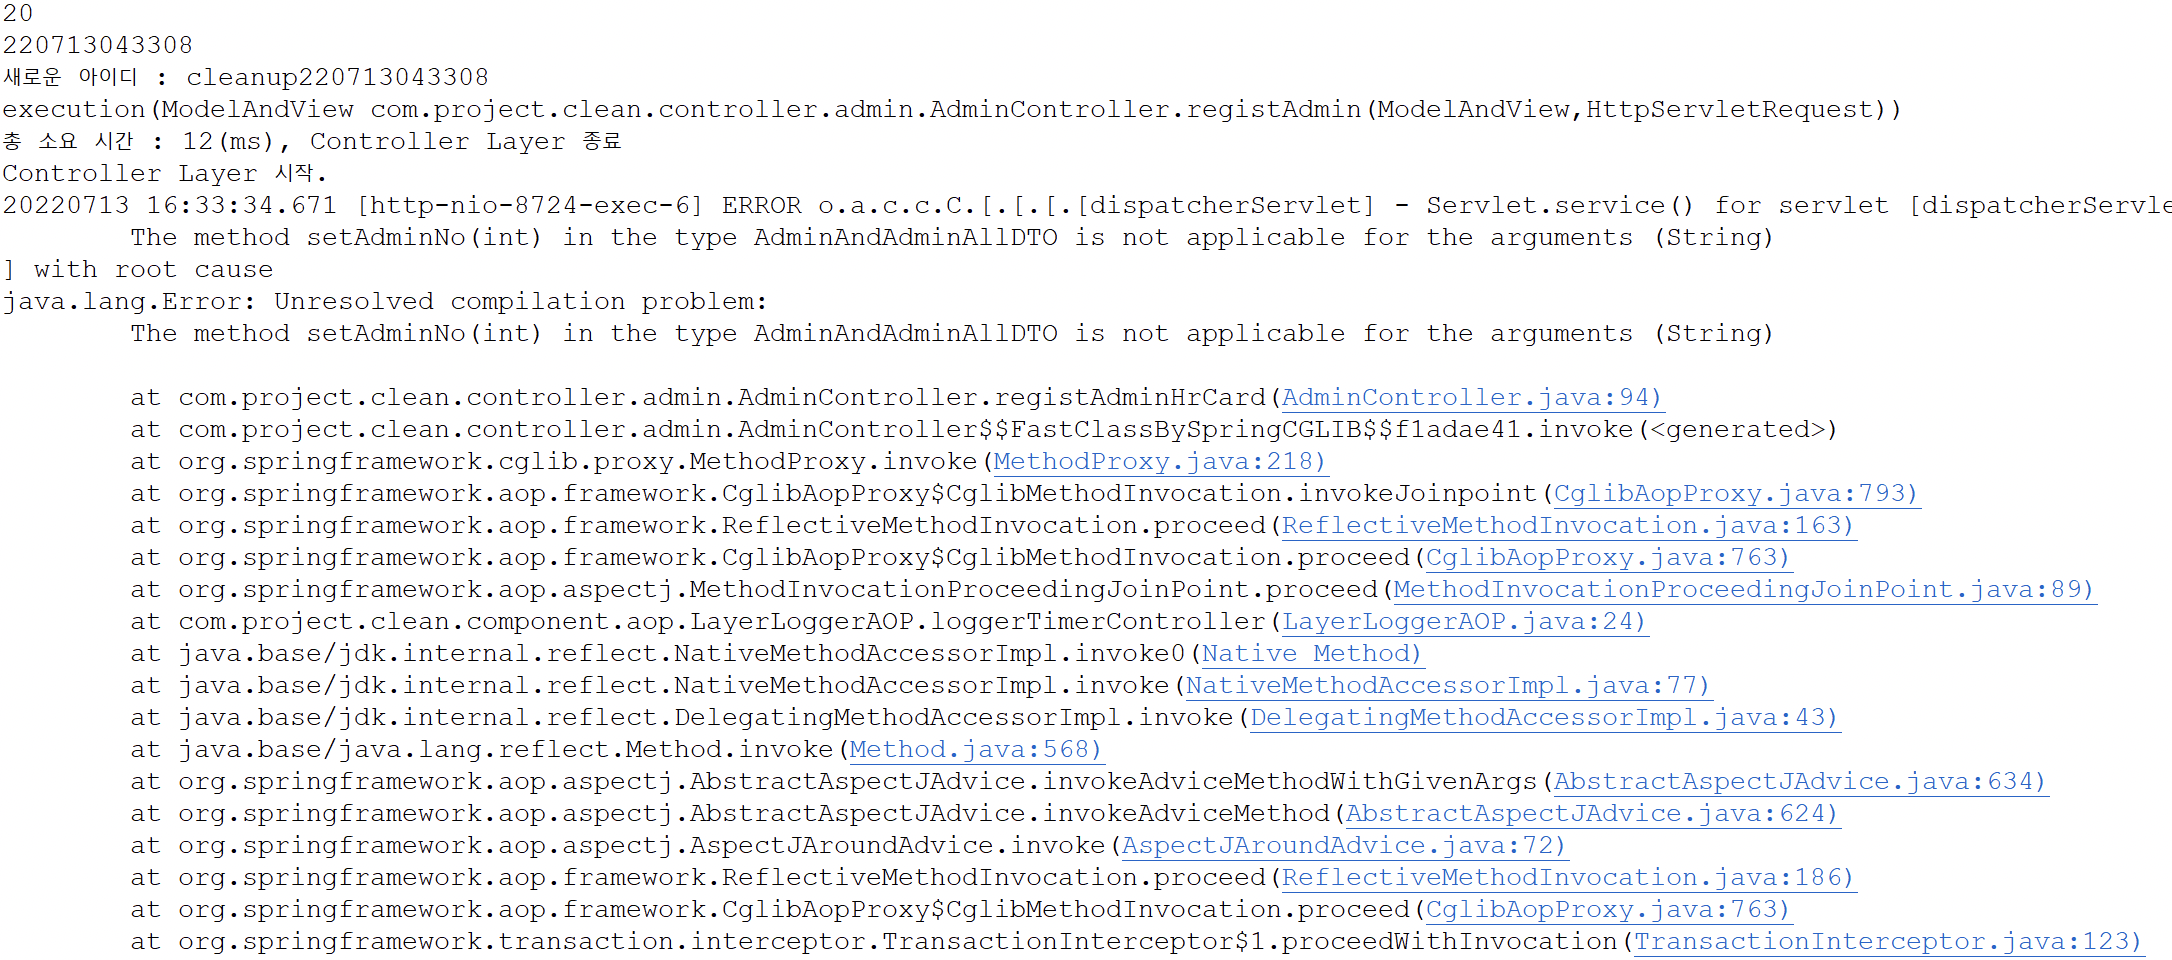 20
220713043308
새로운 아이디 : cleanup220713043308
execution(ModelAndView com.project.clean.controller.admin.AdminController.registAdmin(ModelAndView,HttpServletRequest))
총 소요 시간 : 12(ms), Controller Layer 종료
Controller Layer 시작.
20220713 16:33:34.671 [http-nio-8724-exec-6] ERROR o.a.c.c.C.[.[.[.[dispatcherServlet] - Servlet.service() for servlet [dispatcherServle
The method setAdminNo(int) in the type AdminAndAdminAllDTO is not applicable for the arguments (String)
] with root cause
java.lang.Error: Unresolved compilation problem:
The method setAdminNo(int) in the type AdminAndAdminAllDTO is not applicable for the arguments (String)
at com.project.clean.controller.admin.AdminController.registAdminHrCard(AdminController.java:94)
at com.project.clean.controller.admin.AdminController$$FastClassBySpringCGLIB$$f1adae41.invoke(<generated>)
at org.springframework.cglib.proxy.MethodProxy.invoke(MethodProxy.java:218)
at org.springframework.aop.framework.CglibAopProxy$CglibMethodInvocation.invokeJoinpoint(CglibAopProxy.java:793)
at org.springframework.aop.framework.ReflectiveMethodInvocation.proceed(ReflectiveMethodInvocation.java:163)
at org.springframework.aop.framework.CglibAopProxy$CglibMethodInvocation.proceed(CglibAopProxy.java:763)
at org.springframework.aop.aspectj.MethodInvocationProceedingJoinPoint.proceed(MethodInvocationProceedingJoinPoint.java:89)
at com.project.clean.component.aop.LayerLoggerAOP.loggerTimerController(LayerLoggerAOP.java:24)
at java.base/jdk.internal.reflect.NativeMethodAccessorImpl.invoke0(Native Method)
at java.base/jdk.internal.reflect.NativeMethodAccessorImpl.invoke(NativeMethodAccessorImpl.java:77)
at java.base/jdk.internal.reflect.DelegatingMethodAccessorImpl.invoke(DelegatingMethodAccessorImpl.java:43)
at java.base/java.lang.reflect.Method.invoke(Method.java:568)
at org.springframework.aop.aspectj.AbstractAspectJAdvice.invokeAdviceMethodWithGivenArgs(AbstractAspectJAdvice.java:634)
at org.springframework.aop.aspectj.AbstractAspectJAdvice.invokeAdviceMethod(AbstractAspectJAdvice.java:624)
at org.springframework.aop.aspectj.AspectJAroundAdvice.invoke(AspectJAroundAdvice.java:72)
at org.springframework.aop.framework.ReflectiveMethodInvocation.proceed(ReflectiveMethodInvocation.java:186)
at org.springframework.aop.framework.CglibAopProxy$CglibMethodInvocation.proceed(CglibAopProxy.java:763)
at org.springframework.transaction.interceptor.TransactionInterceptor$1.proceedWithInvocation(TransactionInterceptor.java:123)